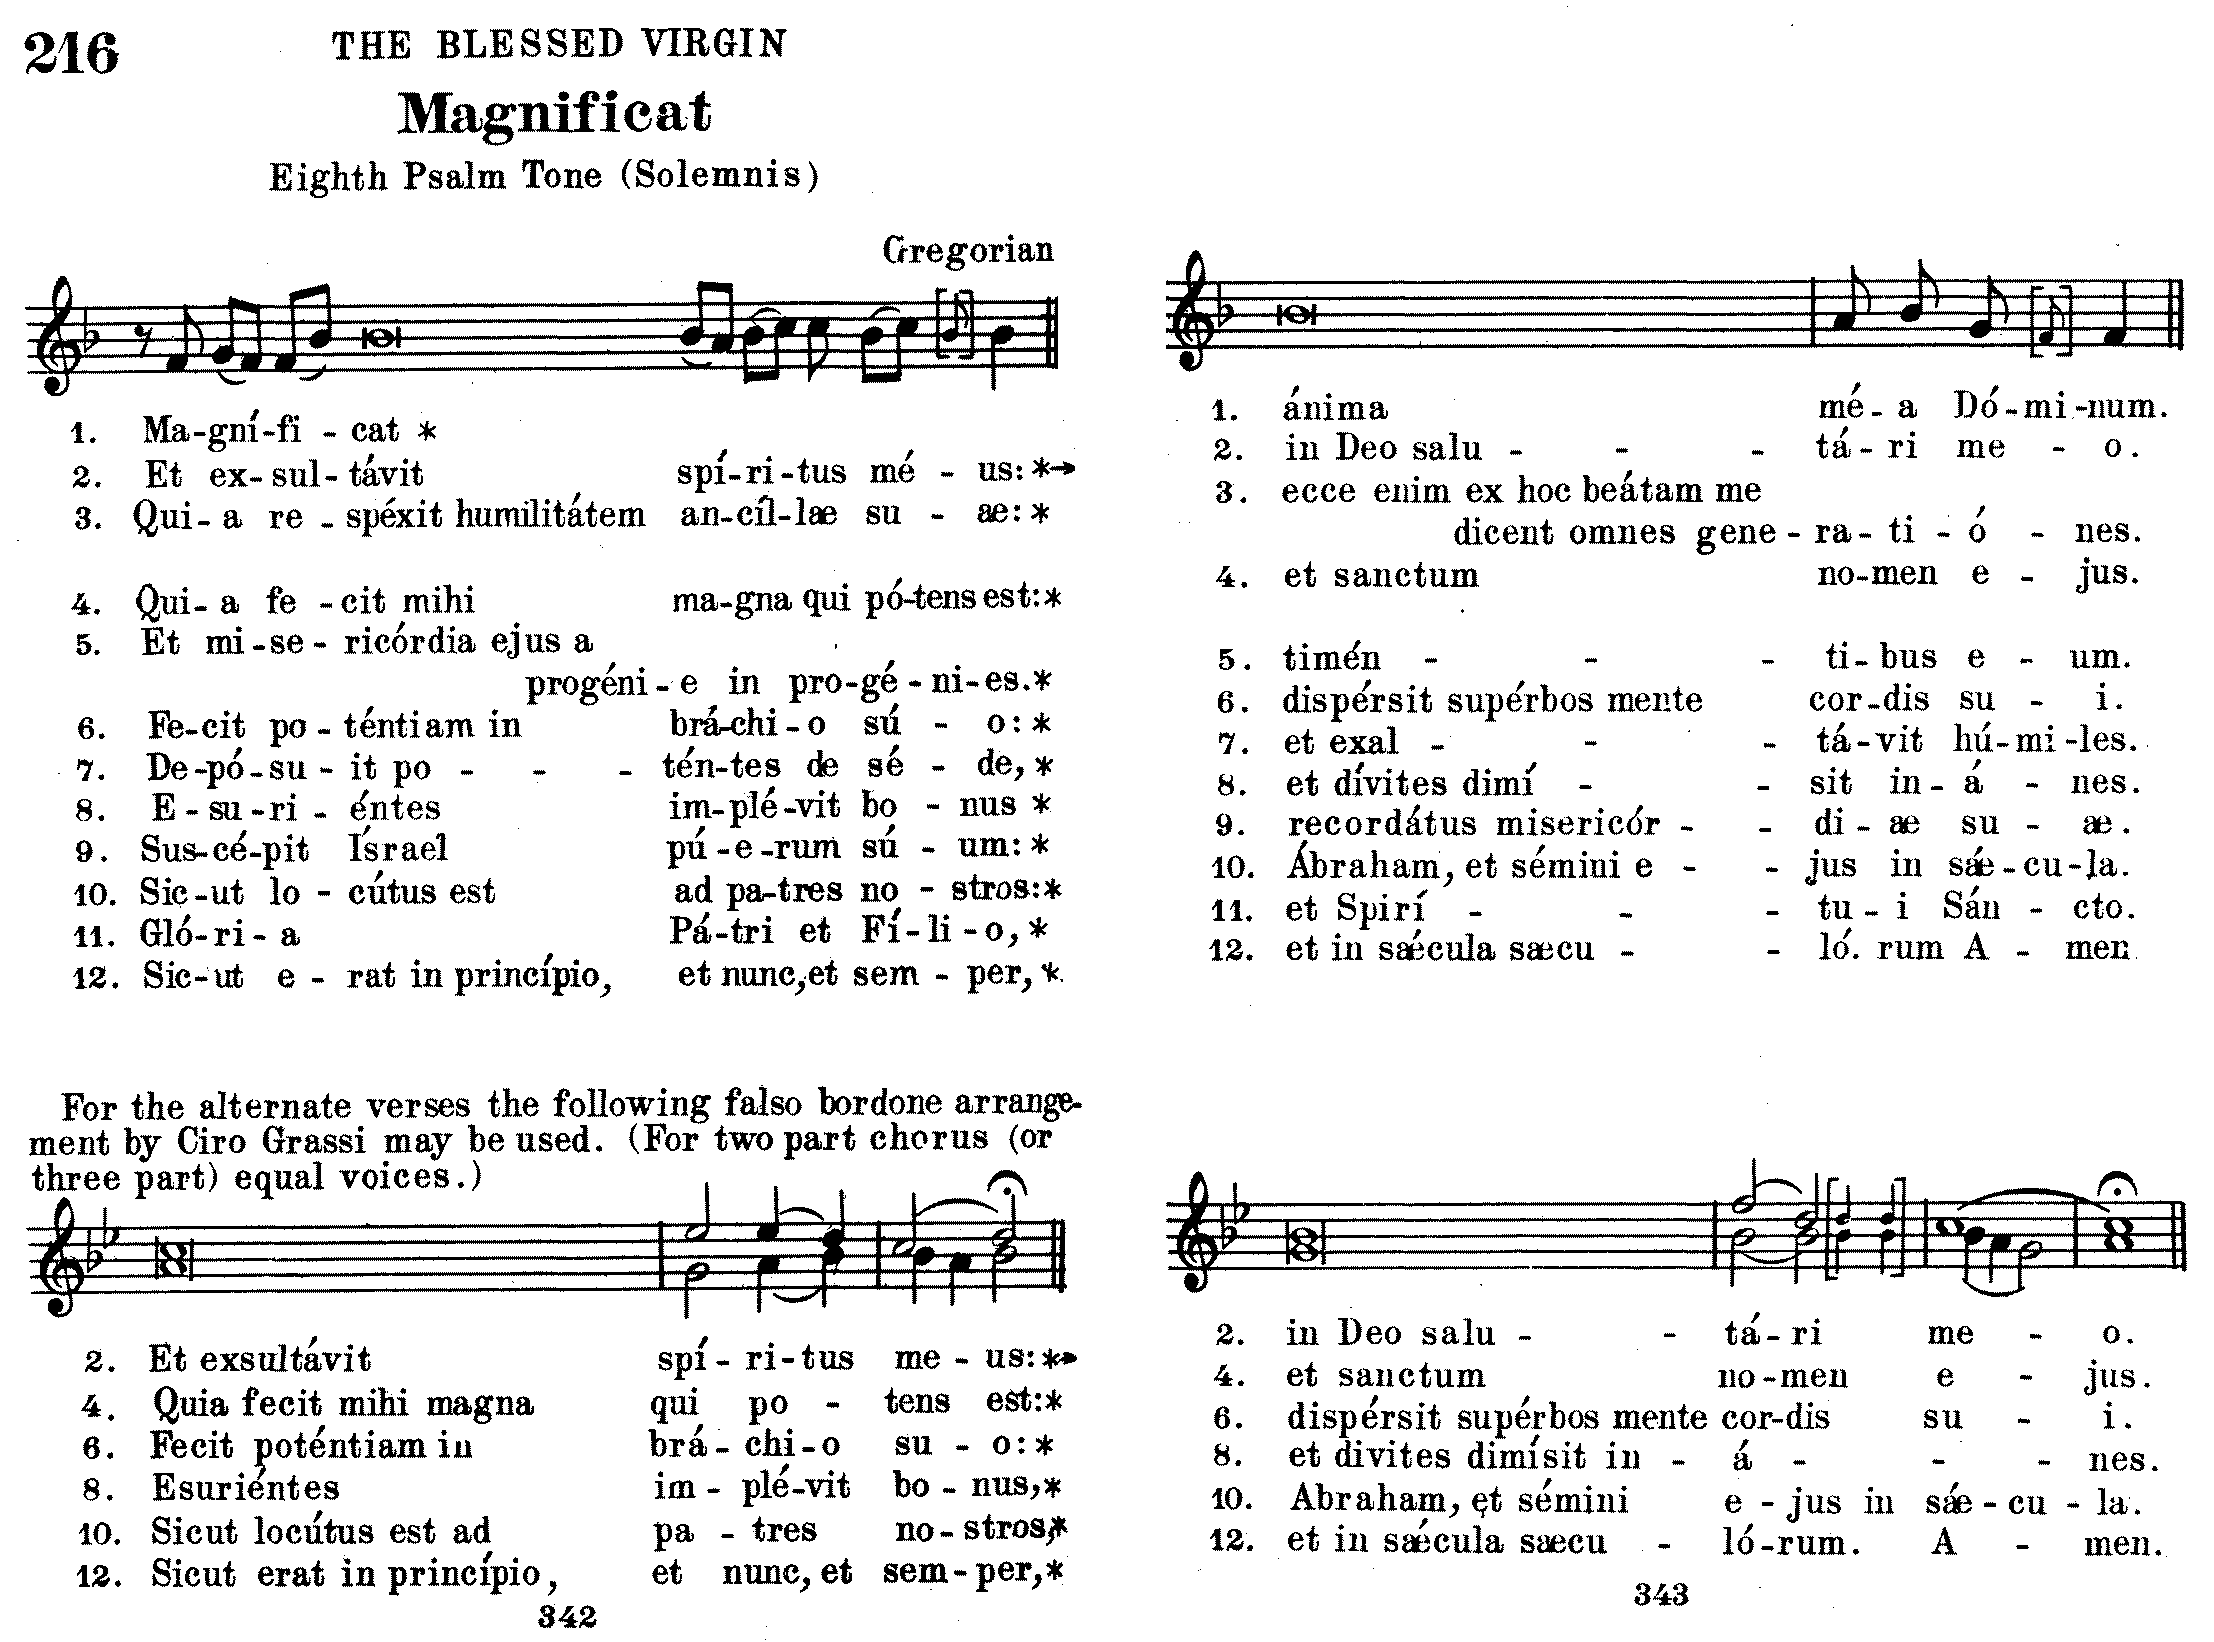 216
THE BLESSED VIRGIN
Magnificat
Eighth Psalm Tone (Solemnis)
Gregorian
1. Ma-gní-fi - cat *
2. Et ex-sul-távit spí-ri-tus mé - us:*→
3. Qui-a re - spéxit humilitátem an-cíl-læ su - æ:*
4. Qui-a fe - cit mihi ma-gna qui pó-tens est:*
5. Et mi-se - ricórdia ejus a
progéni-e in pro-gé-ni-es.*
6. Fe-cit po - téntiam in brá-chi-o sú - o:*
7. De-pó-su - it po - - - tén-tes de sé - de,*
8. E-su-ri - éntes im-plé-vit bo - nus *
9. Sus-cé-pit Ísrael pú-e-rum sú - um:*
10. Sic-ut lo - cútus est ad pa-tres no - stros:*
11. Gló-ri-a Pá-tri et Fí-li-o,*
12. Sic-ut e - rat in princípio, et nunc, et sem - per,*
For the alternate verses the following falso bordone arrange-
ment by Ciro Grassi may be used. (For two part chorus (or
three part) equal voices.)
2. Et exsultávit spí - ri-tus me - us:*→
4. Quia fecit mihi magna qui po - tens est:*
6. Fecit poténtiam in brá - chi-o su - o:*
8. Esuriéntes im - plé-vit bo - nus,*
10. Sicut locútus est ad pa - tres no - stros,*
12. Sicut erat in princípio, et nunc, et sem - per,*
342
1. ánima mé - a Dó-mi-num.
2. in Deo salu - - - tá - ri me - o.
3. ecce enim ex hoc beátam me
dicent omnes gene - ra - ti - ó - nes.
4. et sanctum no-men e - jus.
5. timén - - - ti-bus e - um.
6. dispérsit supérbos mente cor-dis su - i.
7. et exal - - - tá-vit hú-mi-les.
8. et dívites dimí - - sit in-á - nes.
9. recordátus misericór - - di - æ su - æ.
10. Ábraham, et sémini e - - jus in sǽ-cu-la.
11. et Spirí - - - tu - i Sán - cto.
12. et in sǽcula sæcu - - ló. rum A - men
2. in Deo salu - - tá-ri me - o.
4. et sanctum no-men e - jus.
6. dispérsit supérbos mente cor-dis su - i.
8. et divites dimísit in - á - - - nes.
10. Abraham, et sémini e - jus in sǽ-cu - la.
12. et in sǽcula sæcu - ló-rum. A - men.
343